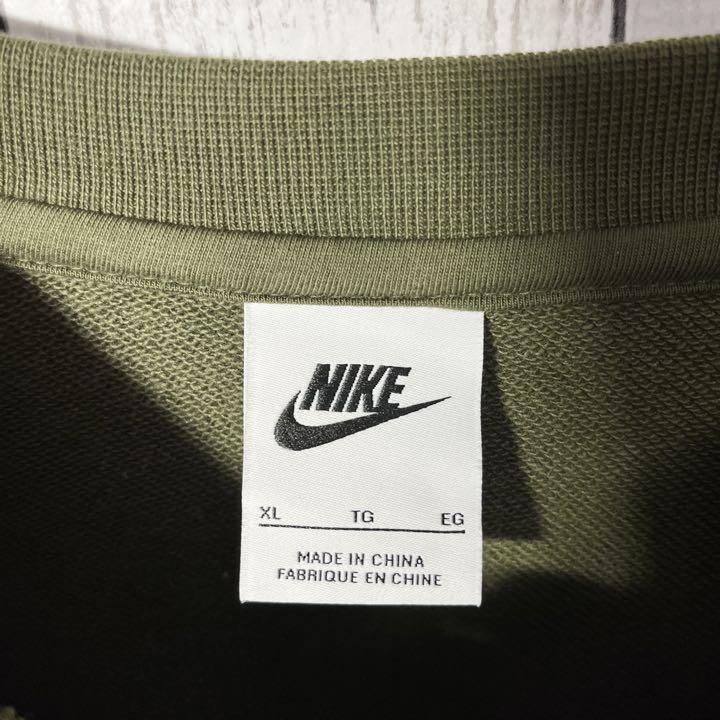 NIKE
XL TG EG
MADE IN CHINA
FABRIQUE EN CHINE